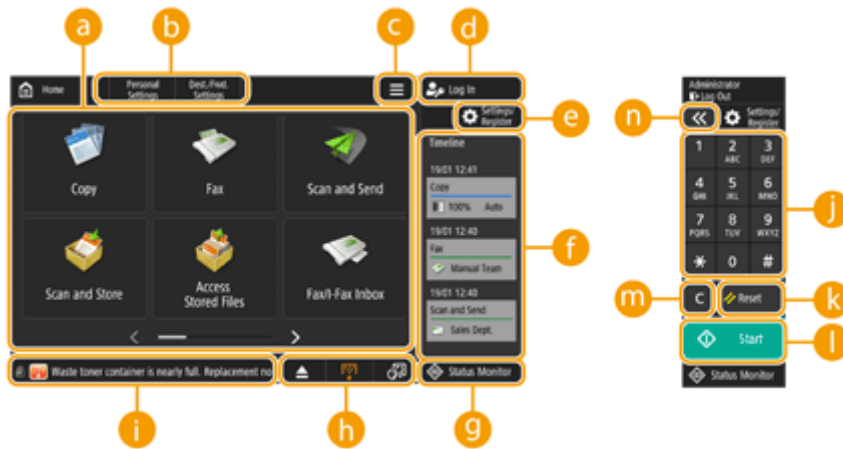 a
b
c
d
Home
Personal
Settings
Dest./Fwd.
Settings
Log In
e
Settings/
Register
Copy
Fax
Scan and Send
Scan and Store
Access
Stored Files
Fax/I-Fax Inbox
Timeline
19/01 12:41
Copy
100% Auto
19/01 12:40
Fax
Manual Team
19/01 12:40
Scan and Send
Sales Dept.
f
Waste toner container is nearly full. Replacement no
Status Monitor
i
h
g
Administrator
Log Out
n
Settings/
Register
1 2 3
ABC DEF
4 5 6
GHI JKL MNO
7 8 9
PQRS TUV WXYZ
* 0 #
j
m
C
Reset
k
Start
l
Status Monitor